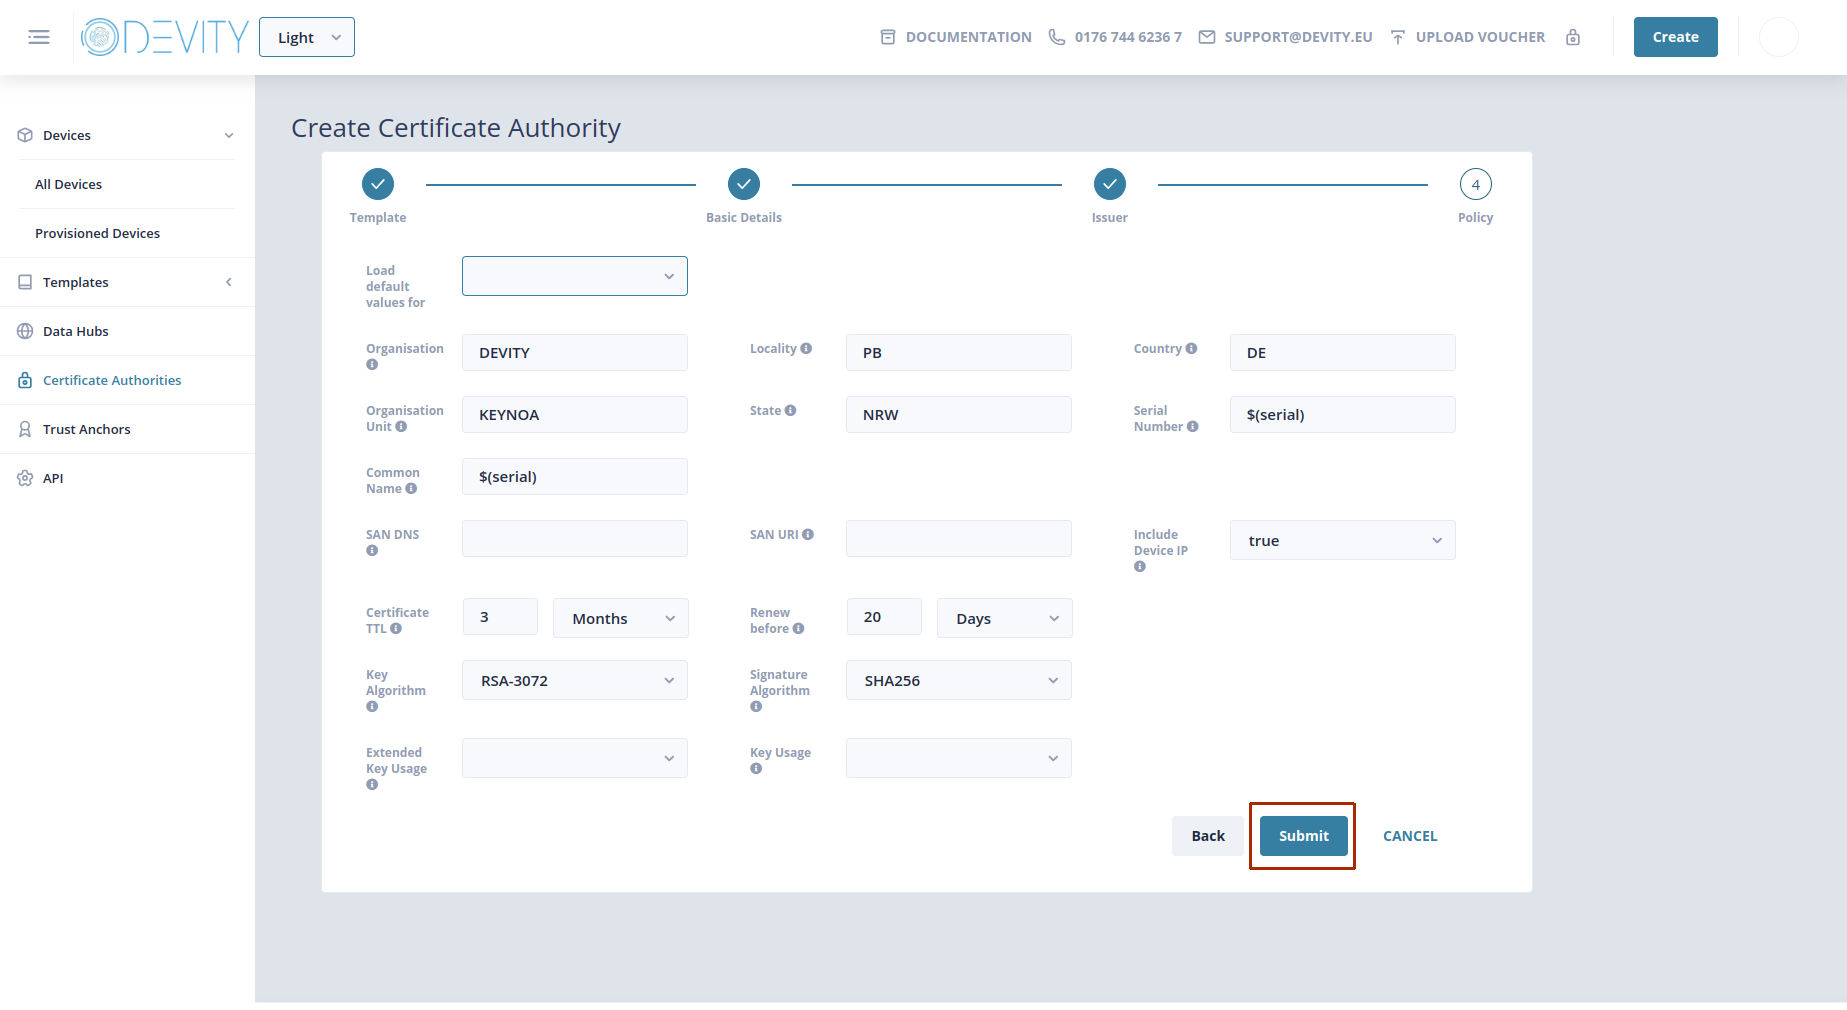 DEVITY
Light
DOCUMENTATION
0176 744 6236 7
SUPPORT@DEVITY.EU
UPLOAD VOUCHER
Create
Devices
All Devices
Provisioned Devices
Templates
Data Hubs
Certificate Authorities
Trust Anchors
API
Create Certificate Authority
Template
Basic Details
Issuer
4
Policy
Load
default
values for
Organisation
DEVITY
Locality
PB
Country
DE
Organisation
Unit
KEYNOA
State
NRW
Serial
Number
$(serial)
Common
Name
$(serial)
SAN DNS
SAN URI
Include
Device IP
true
Certificate
TTL
3
Months
Renew
before
20
Days
Key
Algorithm
RSA-3072
Signature
Algorithm
SHA256
Extended
Key Usage
Key Usage
Back
Submit
CANCEL